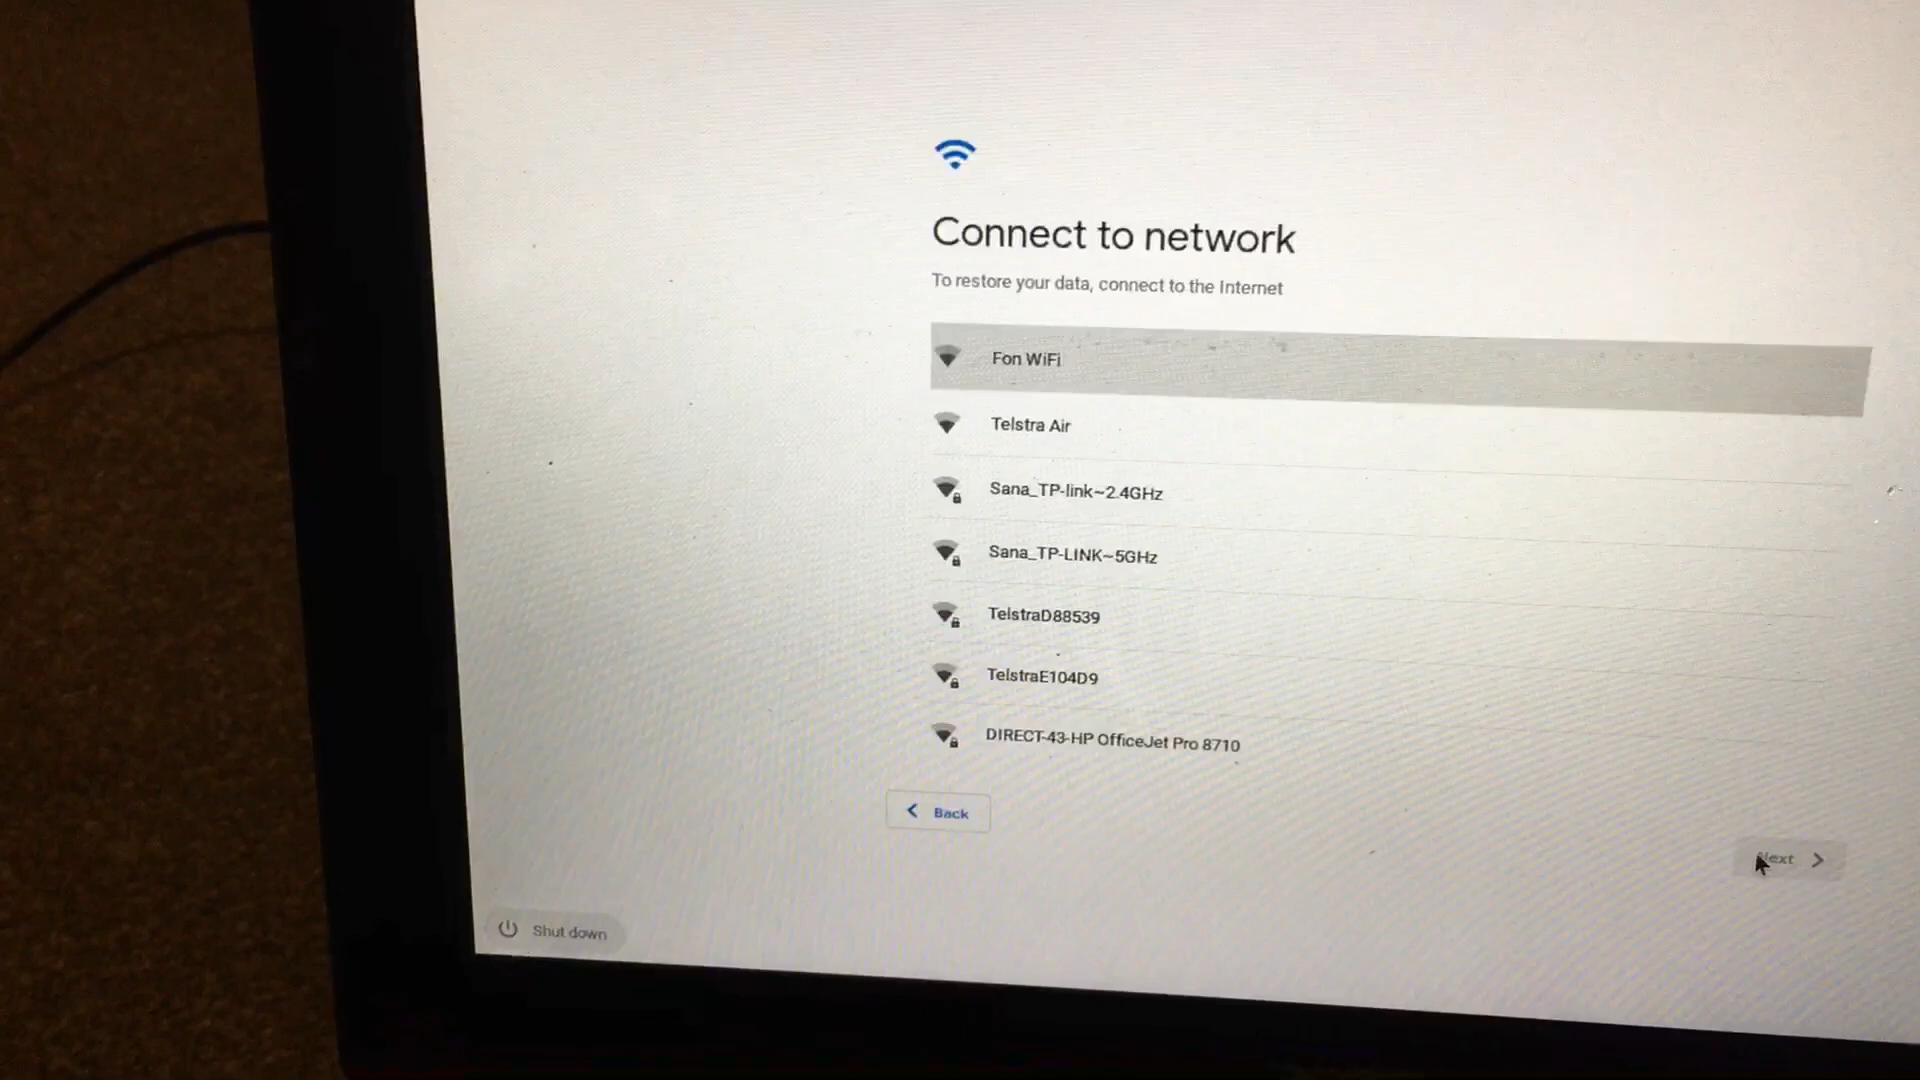 Connect to network
To restore your data, connect to the Internet
Fon WiFi
Telstra Air
Sana_TP-link~2.4GHz
Sana_TP-LINK~5GHz
TelstraD88539
TelstraE104D9
DIRECT-43-HP OfficeJet Pro 8710
Back
Next
Shut down